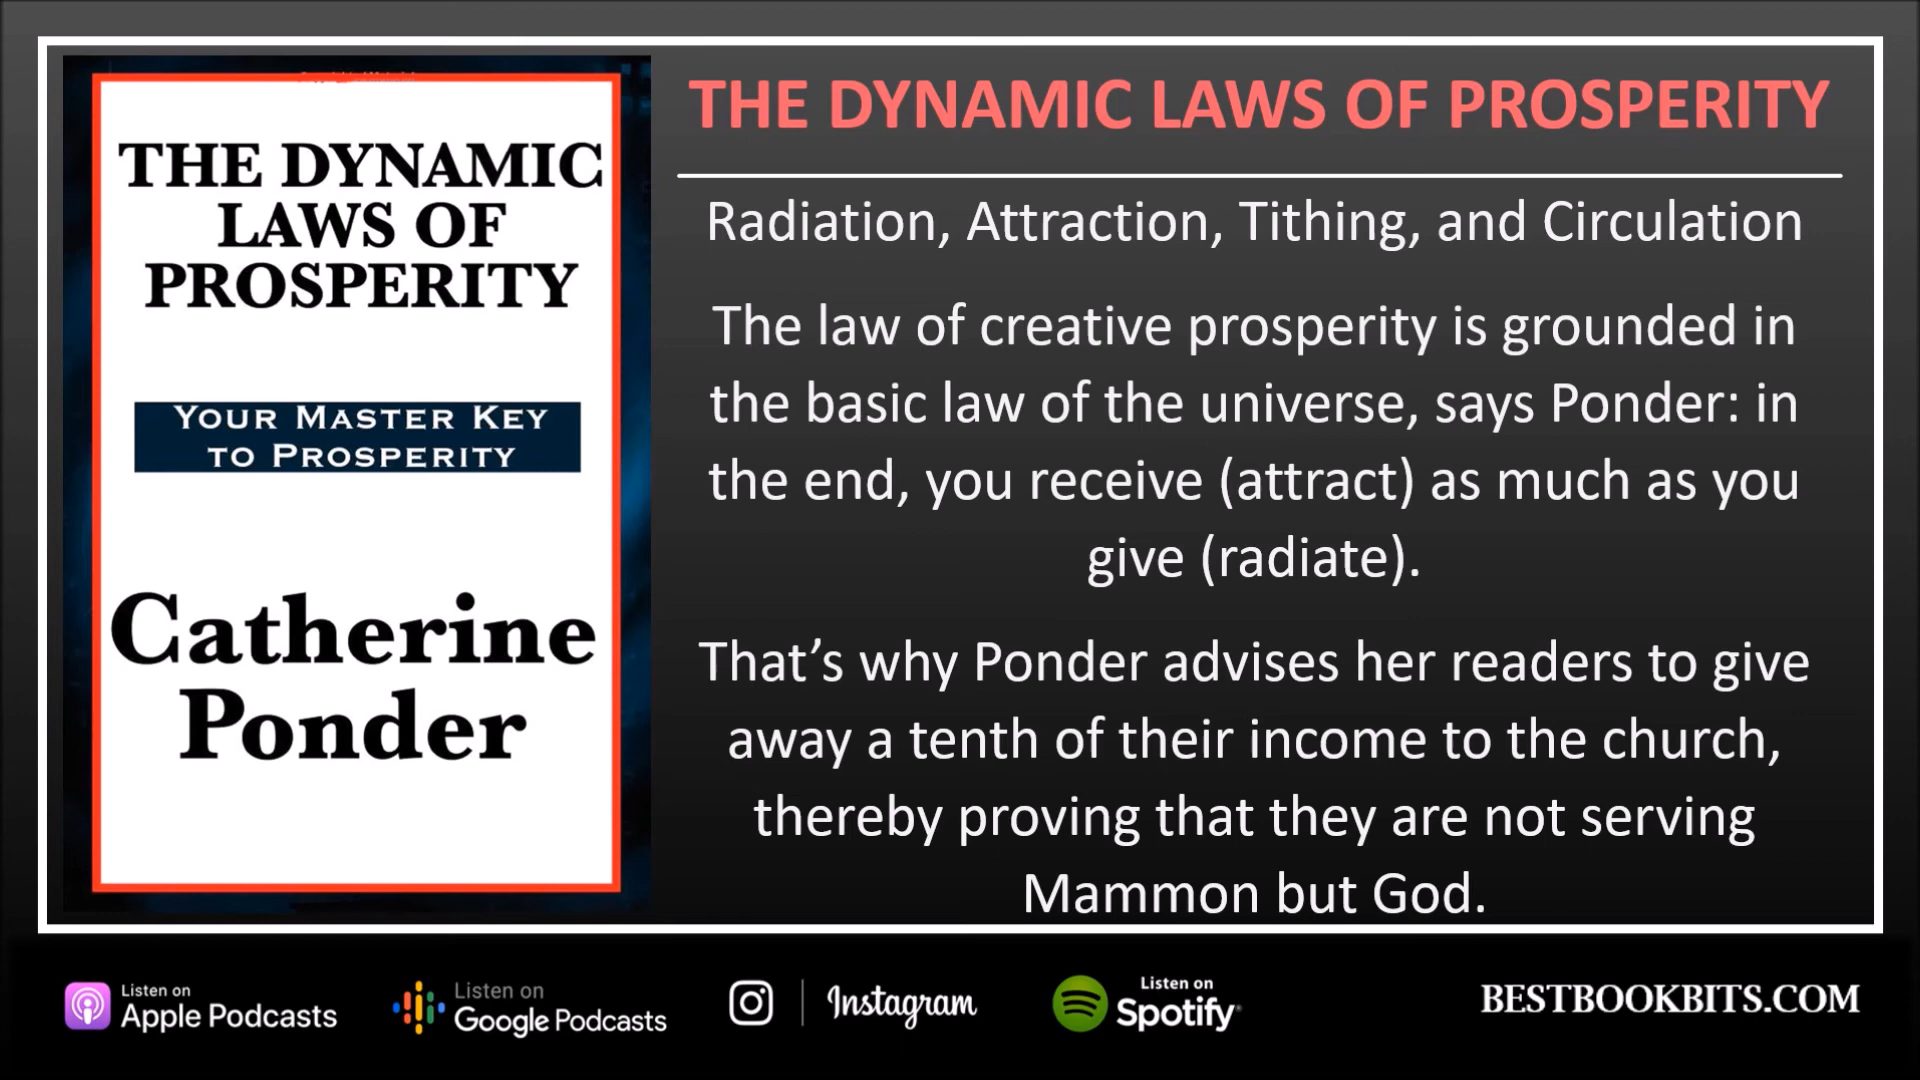 THE DYNAMIC
LAWS OF
PROSPERITY
YOUR MASTER KEY
TO PROSPERITY
Catherine
Ponder
THE DYNAMIC LAWS OF PROSPERITY
Radiation, Attraction, Tithing, and Circulation
The law of creative prosperity is grounded in
the basic law of the universe, says Ponder: in
the end, you receive (attract) as much as you
give (radiate).
That’s why Ponder advises her readers to give
away a tenth of their income to the church,
thereby proving that they are not serving
Mammon but God.
Listen on
Apple Podcasts
Listen on
Google Podcasts
Instagram
Listen on
Spotify
BESTBOOKBITS.COM